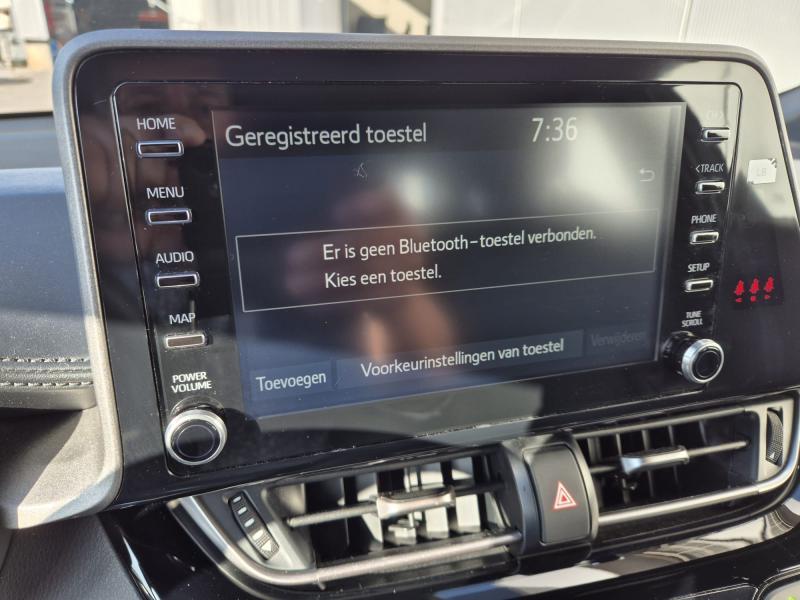 HOME
MENU
AUDIO
MAP
POWER
VOLUME
Geregistreerd toestel 7:36
Er is geen Bluetooth-toestel verbonden.
Kies een toestel.
Toevoegen
Voorkeurinstellingen van toestel
Verwijderen
<TRACK
PHONE
SETUP
TUNE
SCROLL
LB